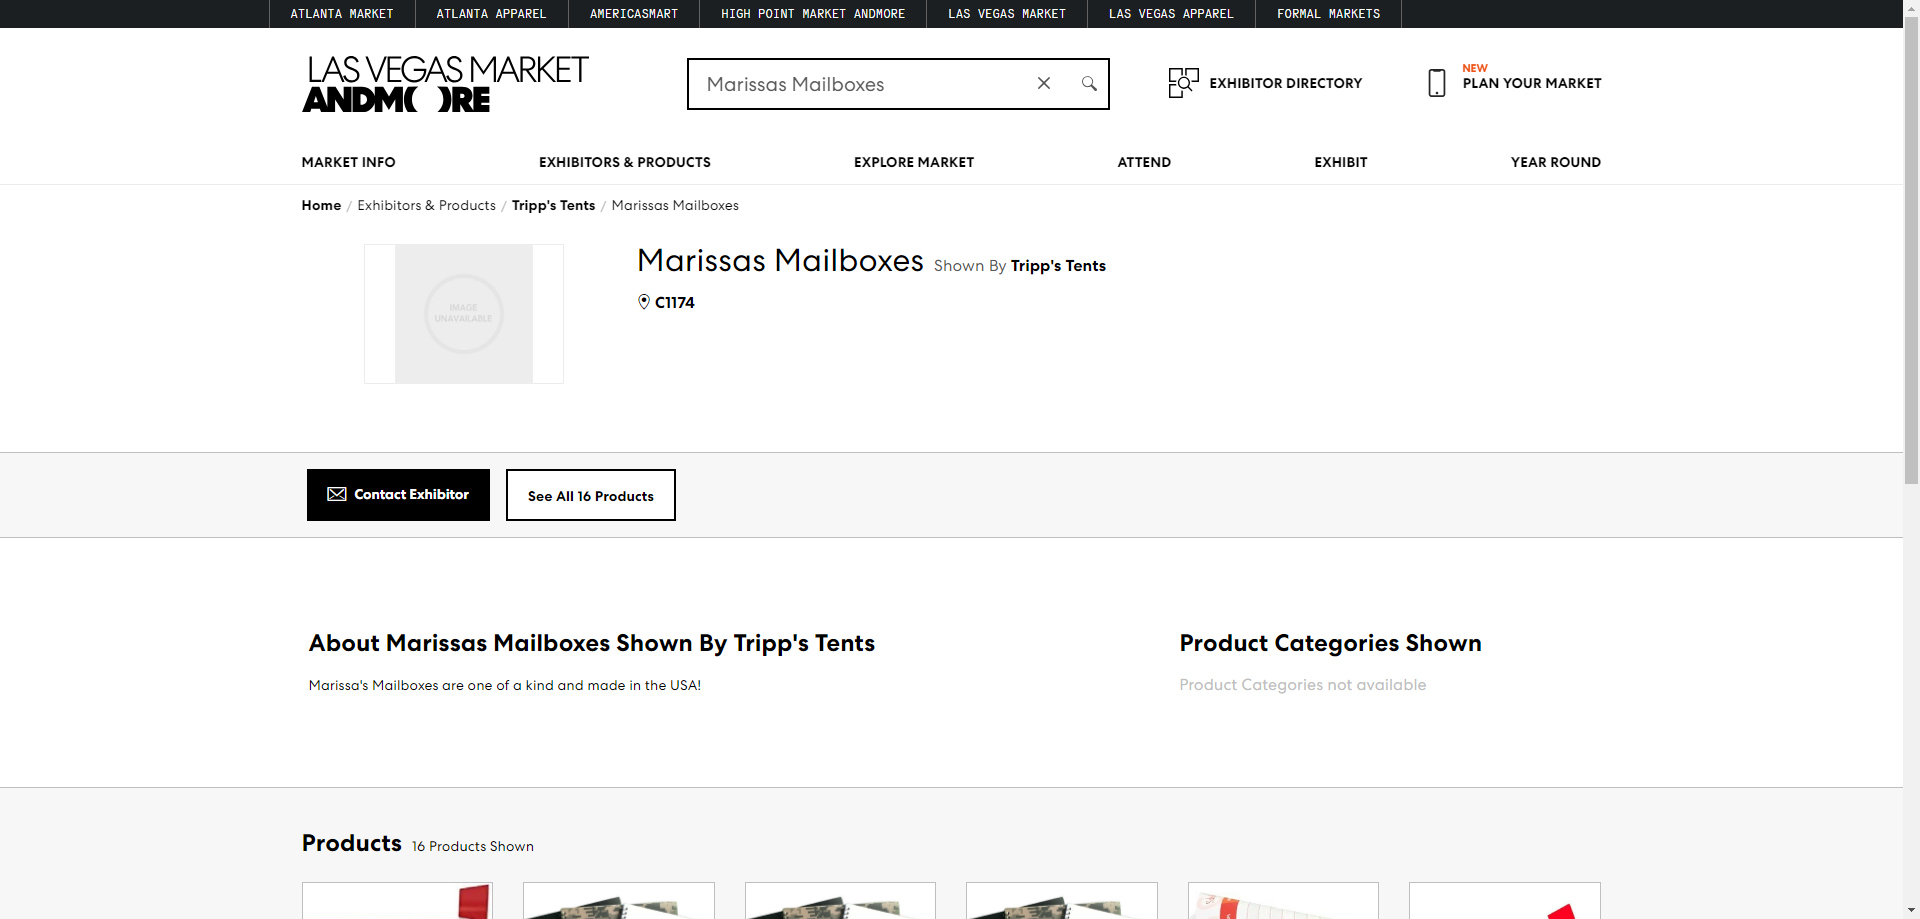 ATLANTA MARKET ATLANTA APPAREL AMERICASMART HIGH POINT MARKET ANDMORE LAS VEGAS MARKET LAS VEGAS APPAREL FORMAL MARKETS
LAS VEGAS MARKET
ANDMORE
Marissas Mailboxes
EXHIBITOR DIRECTORY
NEW
PLAN YOUR MARKET
MARKET INFO EXHIBITORS & PRODUCTS EXPLORE MARKET ATTEND EXHIBIT YEAR ROUND
Home / Exhibitors & Products / Tripp's Tents / Marissas Mailboxes
IMAGE
UNAVAILABLE
Marissas Mailboxes Shown By Tripp's Tents
C1174
Contact Exhibitor
See All 16 Products
About Marissas Mailboxes Shown By Tripp's Tents
Marissa's Mailboxes are one of a kind and made in the USA!
Product Categories Shown
Product Categories not available
Products 16 Products Shown